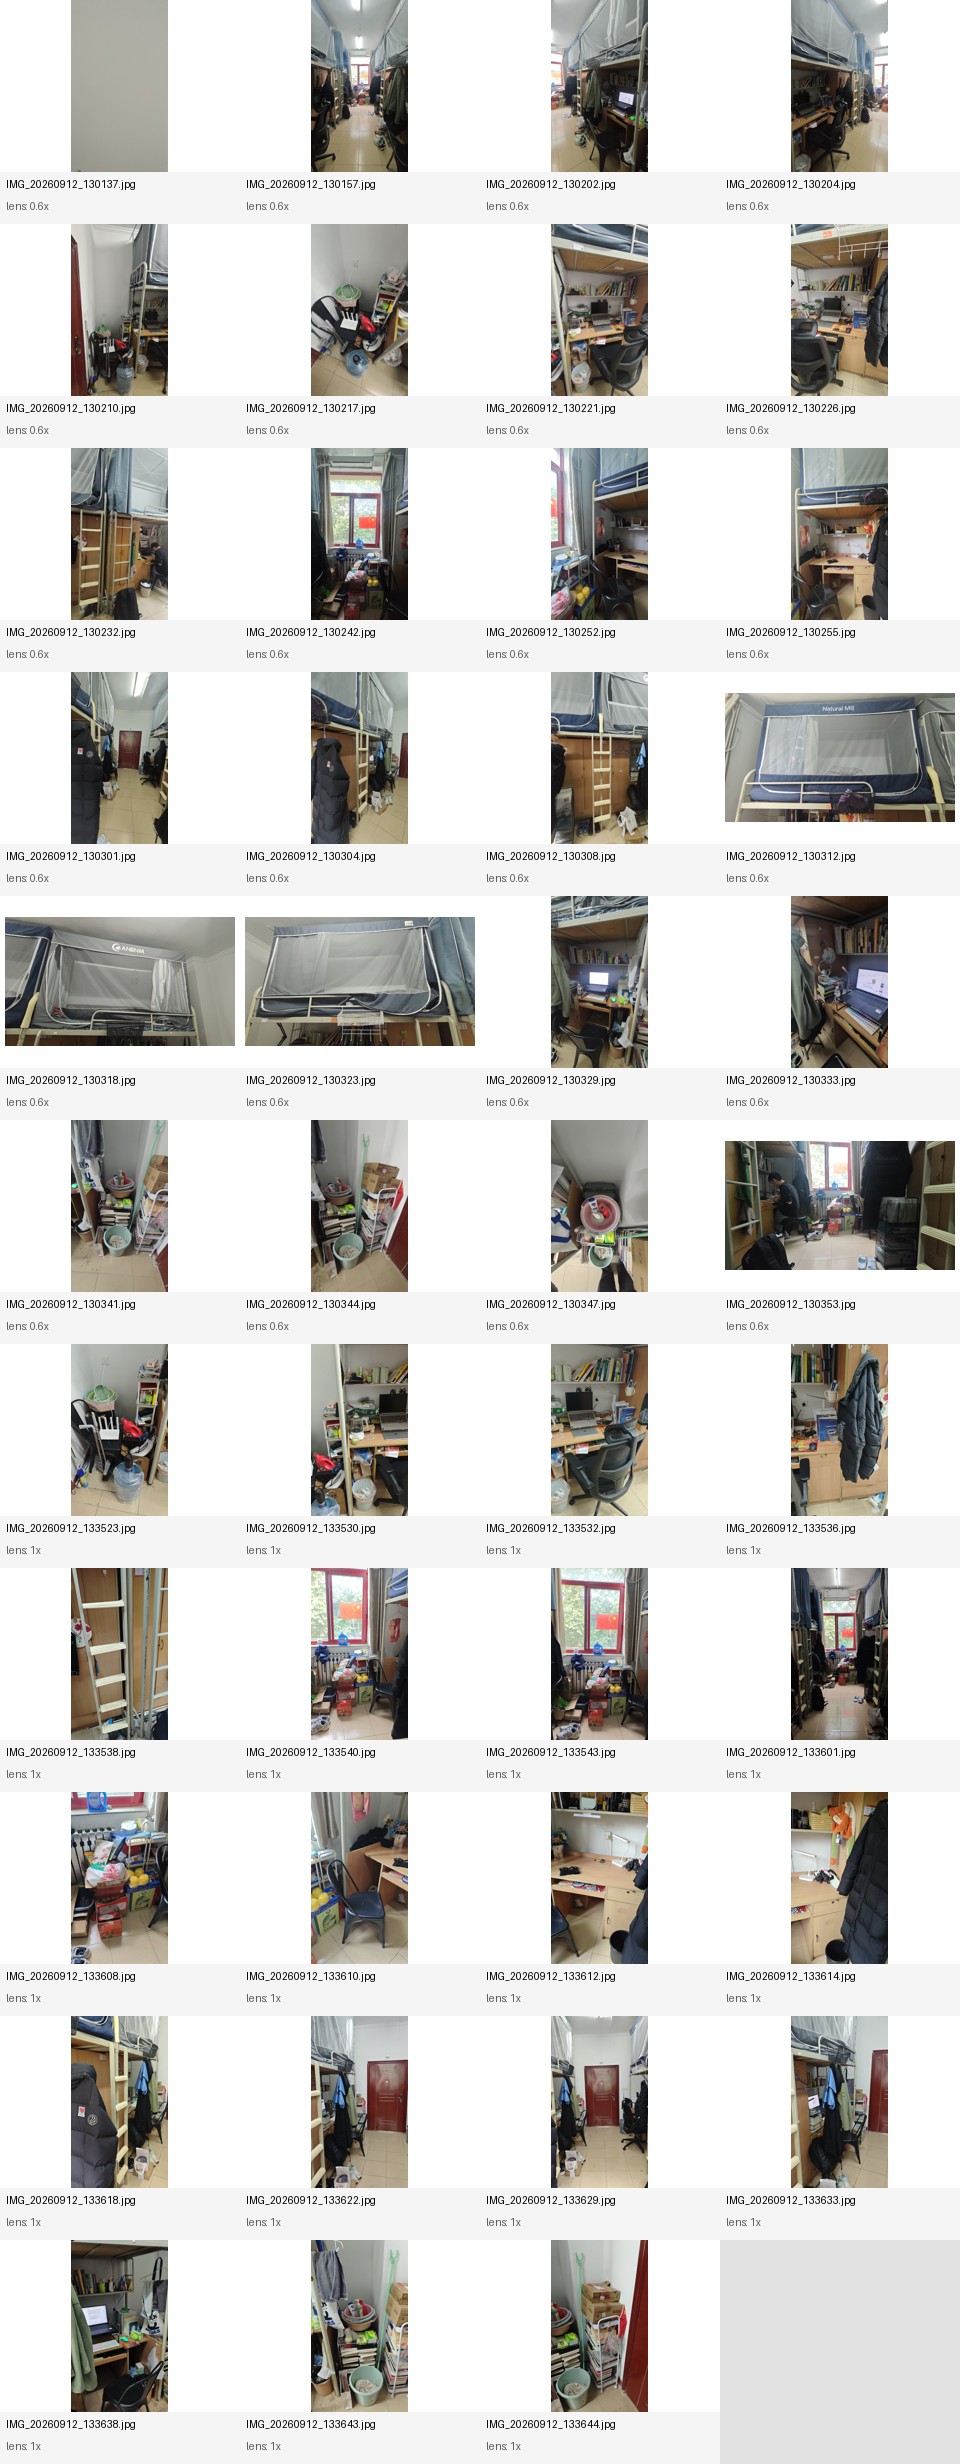 IMG_20260912_130137.jpg
IMG_20260912_130157.jpg
IMG_20260912_130202.jpg
IMG_20260912_130204.jpg
lens: 0.6x
lens: 0.6x
lens: 0.6x
lens: 0.6x
IMG_20260912_130210.jpg
IMG_20260912_130217.jpg
IMG_20260912_130221.jpg
IMG_20260912_130226.jpg
lens: 0.6x
lens: 0.6x
lens: 0.6x
lens: 0.6x
IMG_20260912_130232.jpg
IMG_20260912_130242.jpg
IMG_20260912_130252.jpg
IMG_20260912_130255.jpg
lens: 0.6x
lens: 0.6x
lens: 0.6x
lens: 0.6x
Natural Mill
IMG_20260912_130301.jpg
IMG_20260912_130304.jpg
IMG_20260912_130308.jpg
IMG_20260912_130312.jpg
lens: 0.6x
lens: 0.6x
lens: 0.6x
lens: 0.6x
IMG_20260912_130318.jpg
IMG_20260912_130323.jpg
IMG_20260912_130329.jpg
IMG_20260912_130333.jpg
lens: 0.6x
lens: 0.6x
lens: 0.6x
lens: 0.6x
IMG_20260912_130341.jpg
IMG_20260912_130344.jpg
IMG_20260912_130347.jpg
IMG_20260912_130353.jpg
lens: 0.6x
lens: 0.6x
lens: 0.6x
lens: 0.6x
IMG_20260912_133523.jpg
IMG_20260912_133530.jpg
IMG_20260912_133532.jpg
IMG_20260912_133536.jpg
lens: 1x
lens: 1x
lens: 1x
lens: 1x
IMG_20260912_133538.jpg
IMG_20260912_133540.jpg
IMG_20260912_133543.jpg
IMG_20260912_133601.jpg
lens: 1x
lens: 1x
lens: 1x
lens: 1x
IMG_20260912_133608.jpg
IMG_20260912_133610.jpg
IMG_20260912_133612.jpg
IMG_20260912_133614.jpg
lens: 1x
lens: 1x
lens: 1x
lens: 1x
IMG_20260912_133618.jpg
IMG_20260912_133622.jpg
IMG_20260912_133629.jpg
IMG_20260912_133633.jpg
lens: 1x
lens: 1x
lens: 1x
lens: 1x
IMG_20260912_133638.jpg
IMG_20260912_133643.jpg
IMG_20260912_133644.jpg
lens: 1x
lens: 1x
lens: 1x